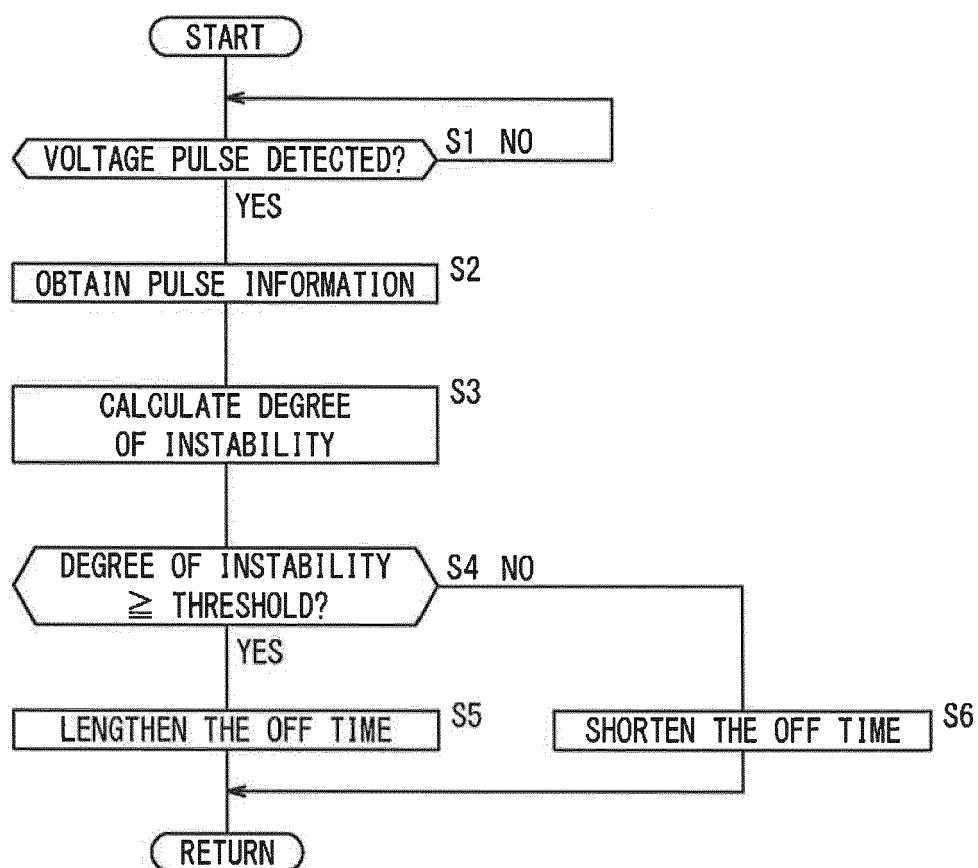 START
VOLTAGE PULSE DETECTED?
S1 NO
YES
OBTAIN PULSE INFORMATION
S2
CALCULATE DEGREE
OF INSTABILITY
S3
DEGREE OF INSTABILITY
≧ THRESHOLD?
S4 NO
YES
LENGTHEN THE OFF TIME
S5
SHORTEN THE OFF TIME
S6
RETURN